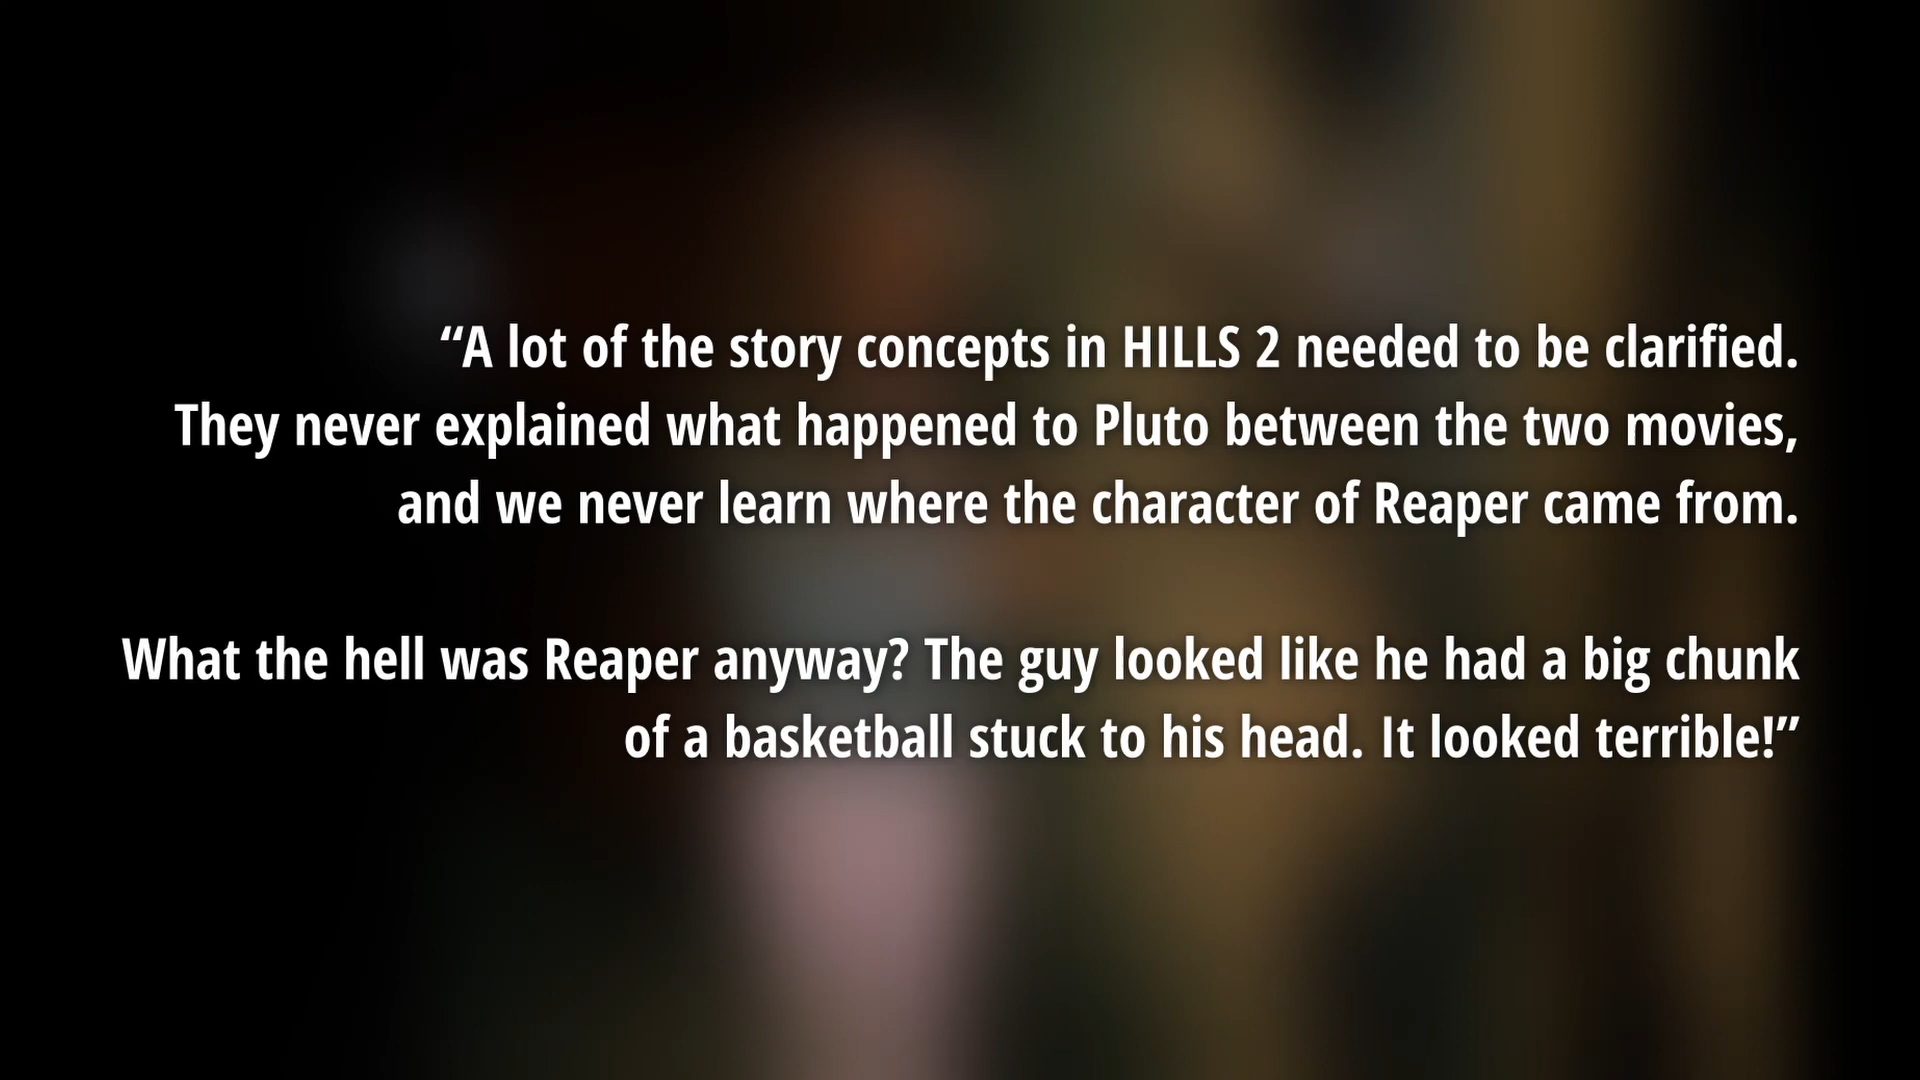 “A lot of the story concepts in HILLS 2 needed to be clarified.
They never explained what happened to Pluto between the two movies,
and we never learn where the character of Reaper came from.
What the hell was Reaper anyway? The guy looked like he had a big chunk
of a basketball stuck to his head. It looked terrible!”